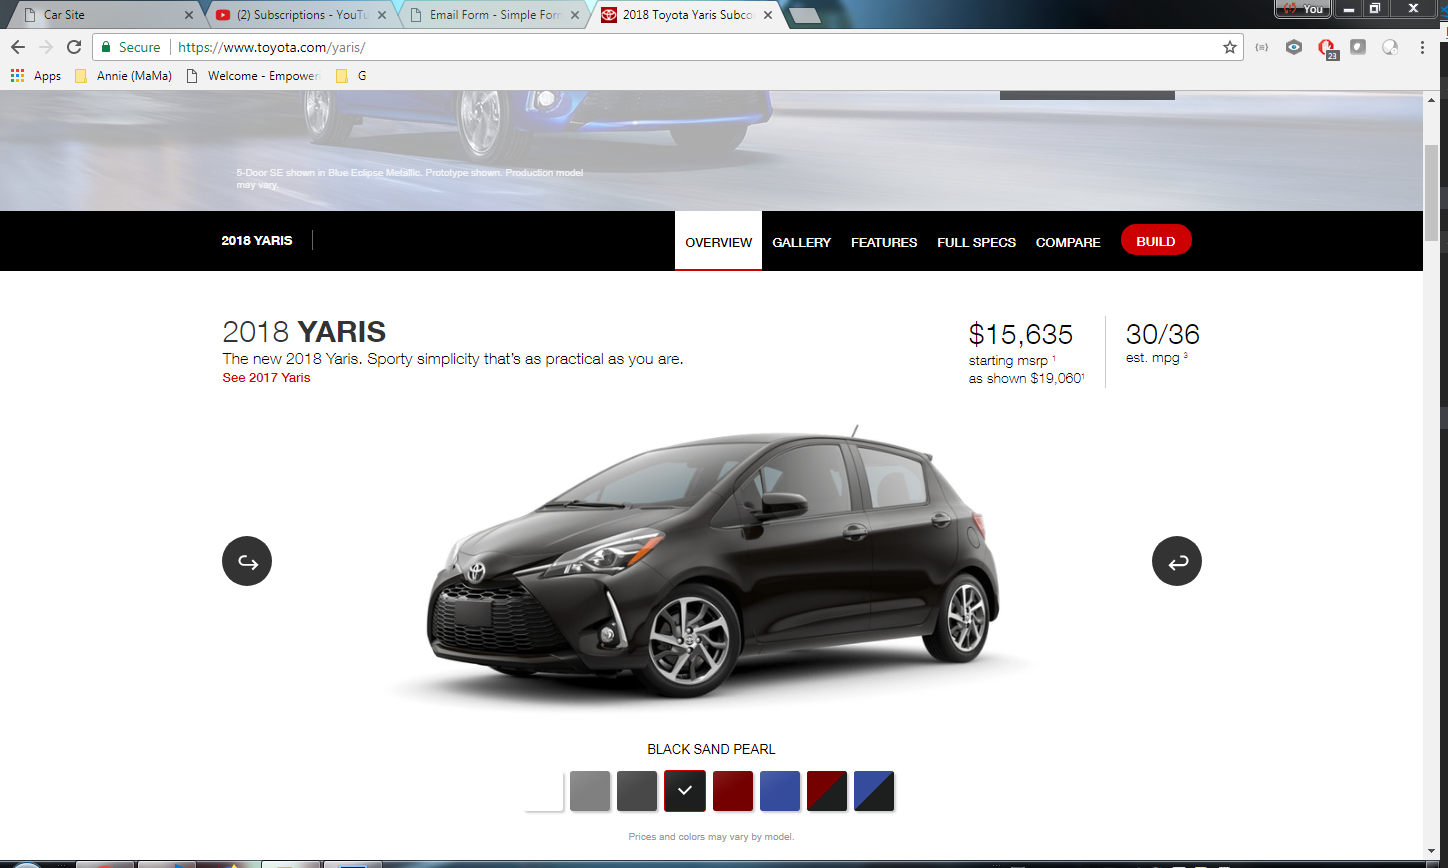 Car Site
(2) Subscriptions - YouTu
Email Form - Simple Form
2018 Toyota Yaris Subco
You
Secure
https://www.toyota.com/yaris/
23
Apps
Annie (MaMa)
Welcome - Empower
G
5-Door SE shown in Blue Eclipse Metallic. Prototype shown. Production model
may vary.
2018 YARIS
OVERVIEW
GALLERY
FEATURES
FULL SPECS
COMPARE
BUILD
2018 YARIS
The new 2018 Yaris. Sporty simplicity that's as practical as you are.
See 2017 Yaris
$15,635
starting msrp 1
as shown $19,060 1
30/36
est. mpg 3
BLACK SAND PEARL
Prices and colors may vary by model.